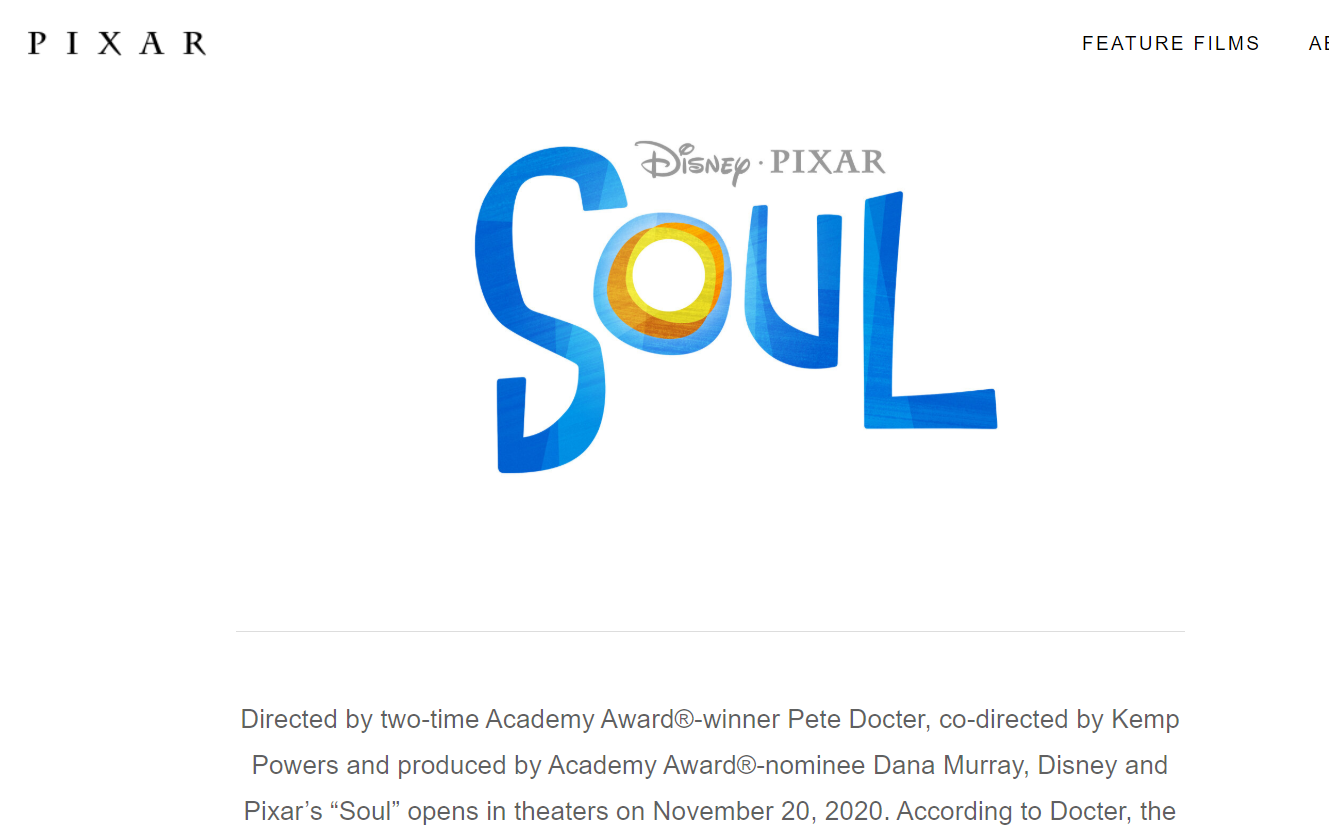 PIXAR
FEATURE FILMS
Disney · PIXAR
SOUL
Directed by two-time Academy Award®-winner Pete Docter, co-directed by Kemp
Powers and produced by Academy Award®-nominee Dana Murray, Disney and
Pixar’s “Soul” opens in theaters on November 20, 2020. According to Docter, the